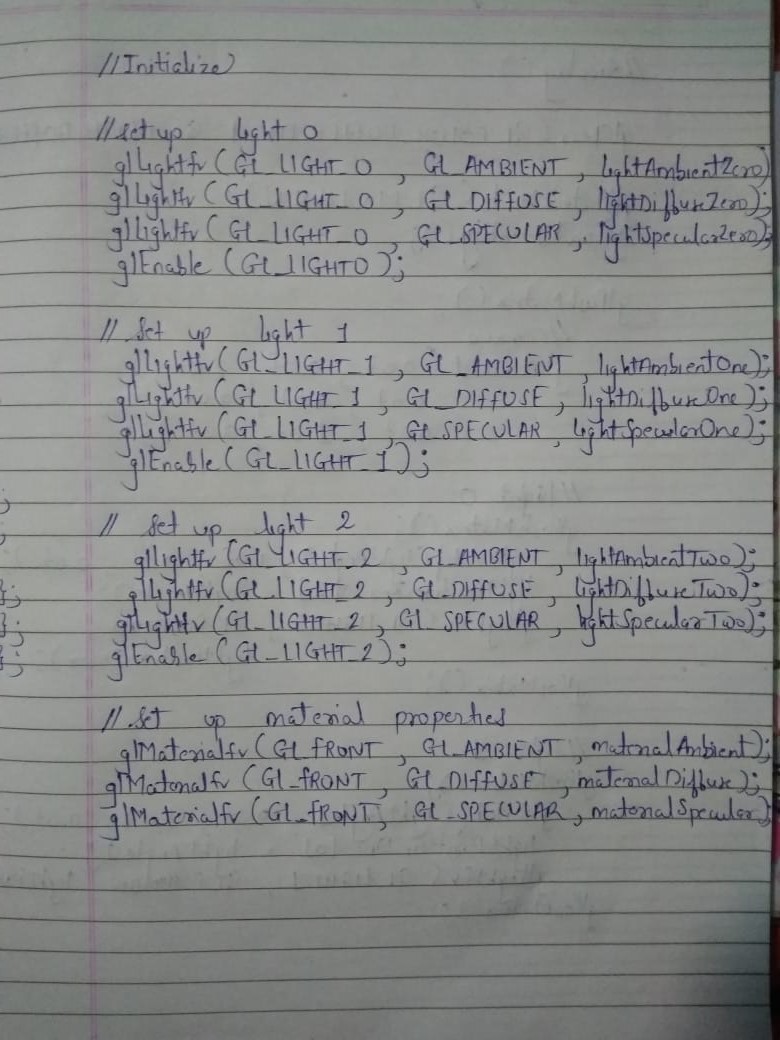 //Initialize)
//set up light 0
glLightfv (GL_LIGHT_0 , GL_AMBIENT , lightAmbientZero)
glLightfv (GL_LIGHT_0 , GL_DIFFUSE , lightDiffuseZero);
glLightfv (GL_LIGHT_0 , GL_SPECULAR , lightSpecularZero);
glEnable (GL_LIGHT0);
// Set up light 1
glLightfv (GL_LIGHT_1 , GL_AMBIENT , lightAmbientOne);
glLightfv (GL_LIGHT_1 , GL_DIFFUSE , lightDiffuseOne);
glLightfv (GL_LIGHT_1 , GL_SPECULAR , lightSpecularOne);
glEnable (GL_LIGHT_1);
// Set up light 2
glLightfv (GL_LIGHT_2 , GL_AMBIENT , lightAmbientTwo);
glLightfv (GL_LIGHT_2 , GL_DIFFUSE , lightDiffuseTwo);
glLightfv (GL_LIGHT_2 , GL_SPECULAR , lightSpecularTwo);
glEnable (GL_LIGHT_2);
// Set up material properties
glMaterialfv (GL_FRONT , GL_AMBIENT , materialAmbient);
glMaterialfv (GL_FRONT , GL_DIFFUSE , materialDiffuse);
glMaterialfv (GL_FRONT, GL_SPECULAR , materialSpecular)